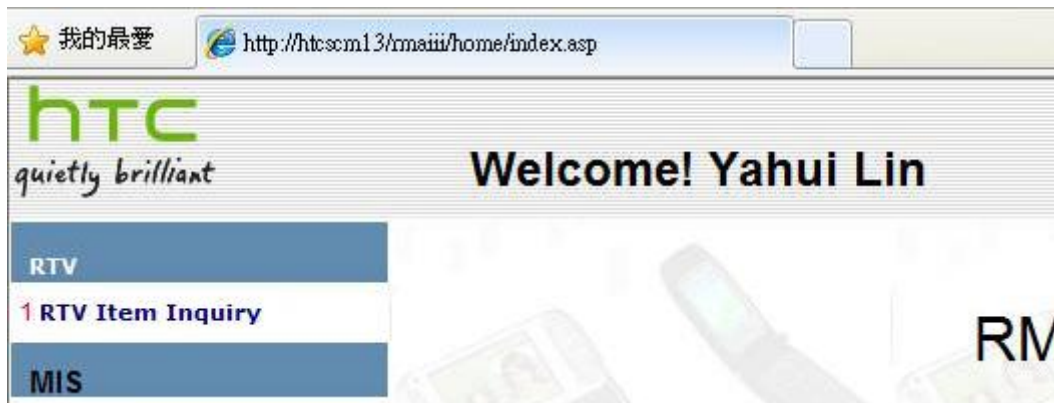 我的最愛 http://htcscm13/rmaiii/home/index.asp
hTC
quietly brilliant
Welcome! Yahui Lin
RTV
1 RTV Item Inquiry
RM
MIS